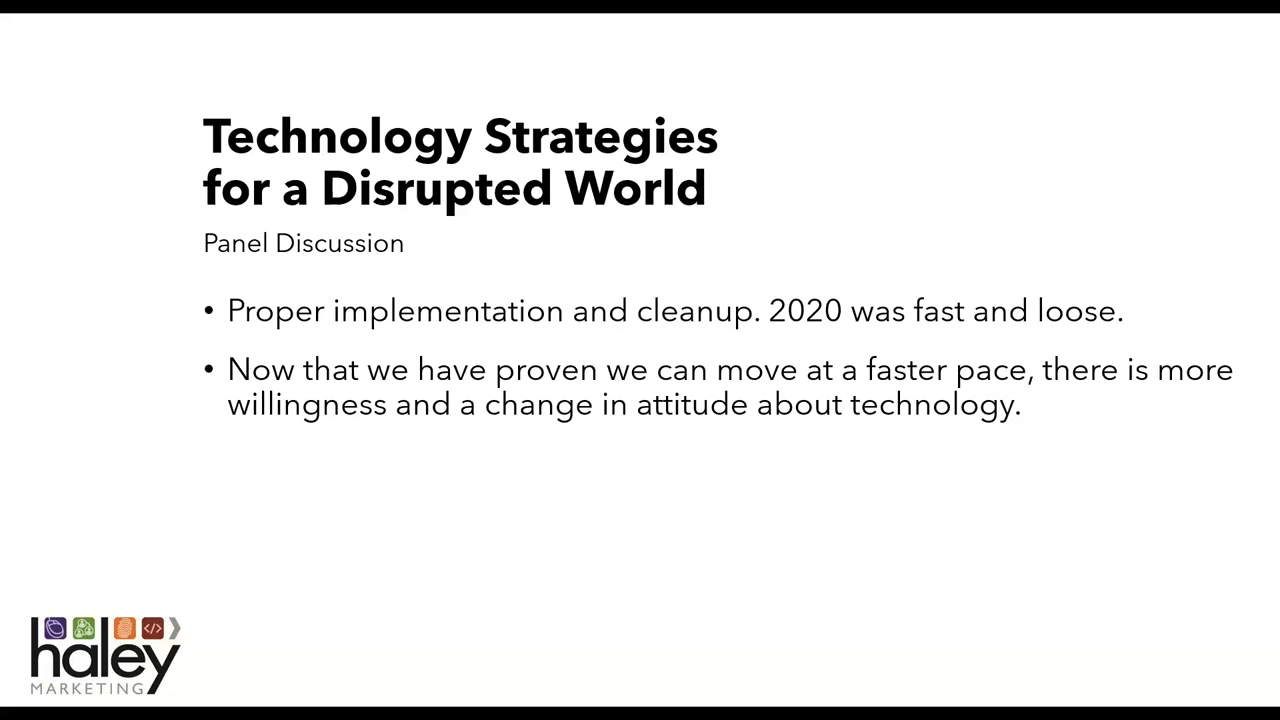 Technology Strategies
for a Disrupted World
Panel Discussion
• Proper implementation and cleanup. 2020 was fast and loose.
• Now that we have proven we can move at a faster pace, there is more
willingness and a change in attitude about technology.
</>
haley
MARKETING